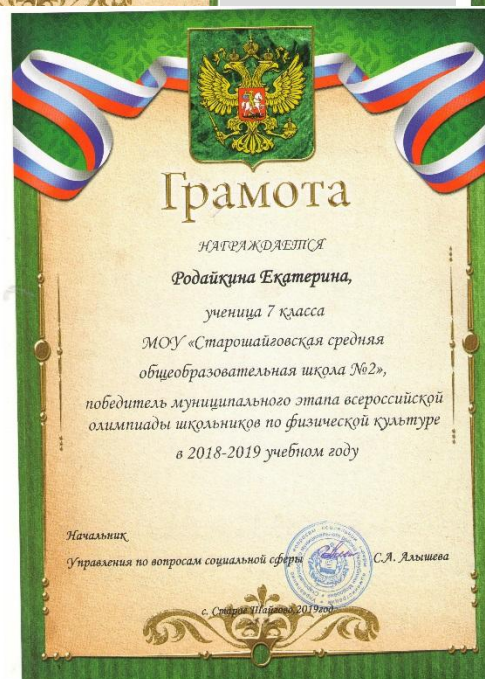 Грамота
НАГРАЖДАЕТСЯ
Родайкина Екатерина,
ученица 7 класса
МОУ «Старошайговская средняя
общеобразовательная школа №2»,
победитель муниципального этапа всероссийской
олимпиады школьников по физической культуре
в 2018-2019 учебном году
Начальник
Управления по вопросам социальной сферы С.А. Алышева
с. Старое Шайгово, 2019год